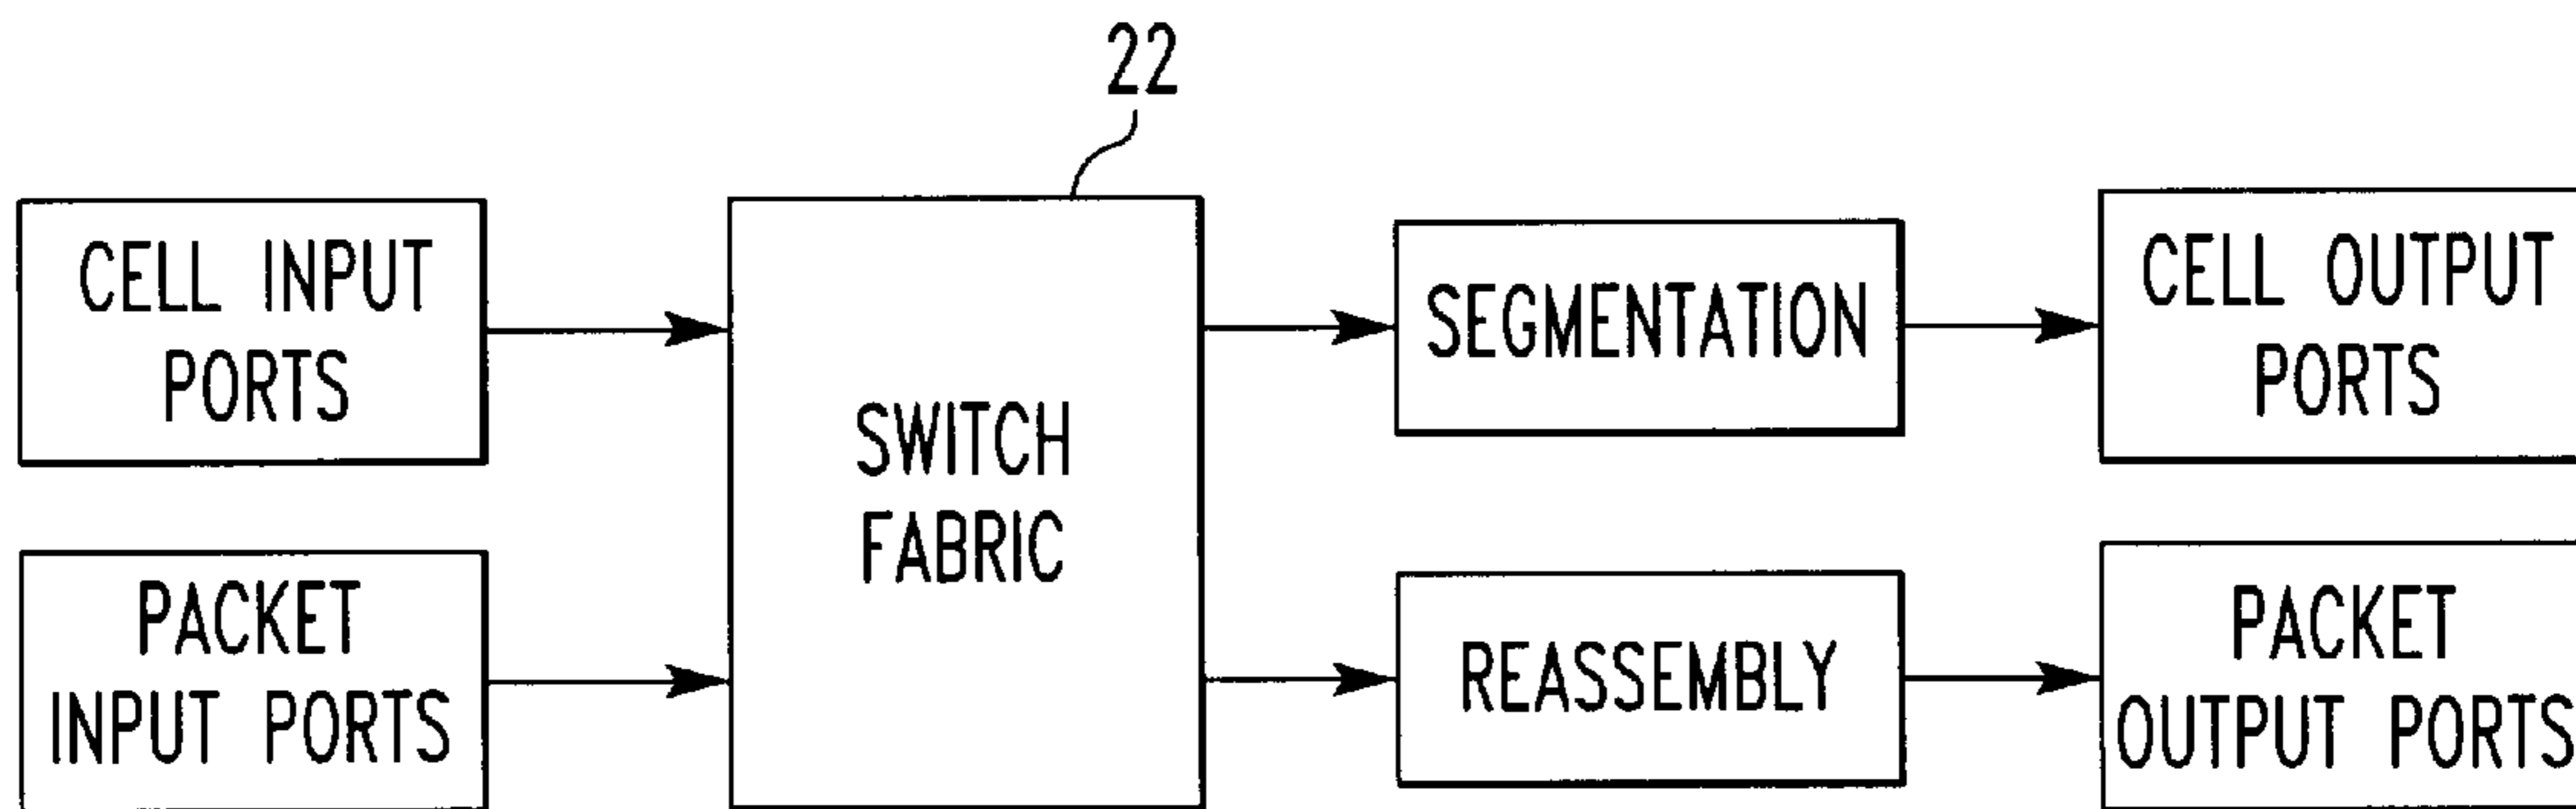 22
CELL INPUT
PORTS
SWITCH
FABRIC
SEGMENTATION
CELL OUTPUT
PORTS
PACKET
INPUT PORTS
REASSEMBLY
PACKET
OUTPUT PORTS